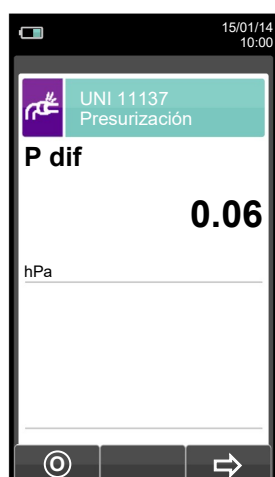 15/01/14
10:00
UNI 11137
Presurización
P dif
0.06
hPa